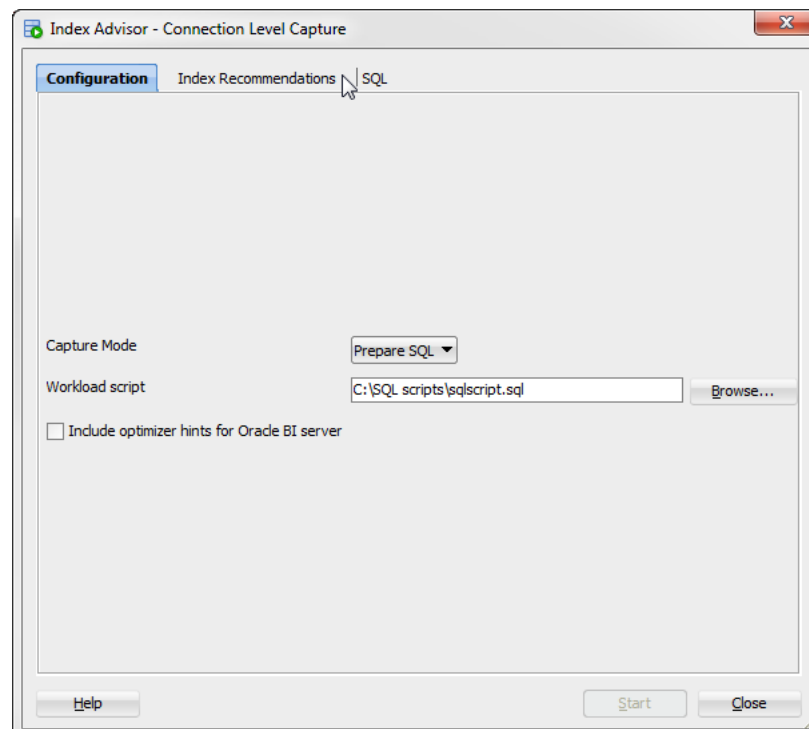 Index Advisor - Connection Level Capture
Configuration Index Recommendations SQL
Capture Mode Prepare SQL
Workload script C:\SQL scripts\sqlscript.sql Browse...
Include optimizer hints for Oracle BI server
Help Start Close